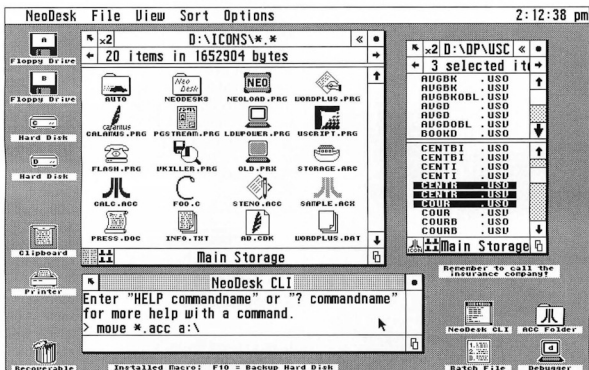 NeoDesk File View Sort Options 2:12:38 pm
A
Floppy Drive
B
Floppy Drive
C
Hard Disk
D
Hard Disk
Clipboard
Printer
Recoverable
x2 D:\ICONS\*.*
20 items in 1652904 bytes
AUTO NEODESK3 NEOLOAD.PRG WORDPLUS.PRG
CALAMUS.PRG PGSTREAM.PRG LDWPOWER.PRG USCRIPT.PRG
FLASH.PRG VKILLER.PRG OLD.PRX STORAGE.ARC
CALC.ACC FOO.C STENO.ACC SAMPLE.ACX
PRESS.DOC INFO.TXT AD.CDK WORDPLUS.DAT
Main Storage
x2 D:\DP\USC
3 selected ite
AVGBK .USO
AVGBK .USV
AVGBKOBL.USV
AVGD .USO
AVGD .USV
AVGDOBL .USV
BOOKD .USO
CENTBI .USO
CENTBI .USV
CENTI .USO
CENTI .USV
CENTR .USO
CENTR .USV
COUR .USO
COUR .USV
COURB .USO
COURB .USV
Main Storage
Remember to call the
insurance company!
NeoDesk CLI
Enter "HELP commandname" or "? commandname"
for more help with a command.
> move *.acc a:\
NeoDesk CLI ACC Folder
Batch File Debugger
Installed Macro: F10 = Backup Hard Disk